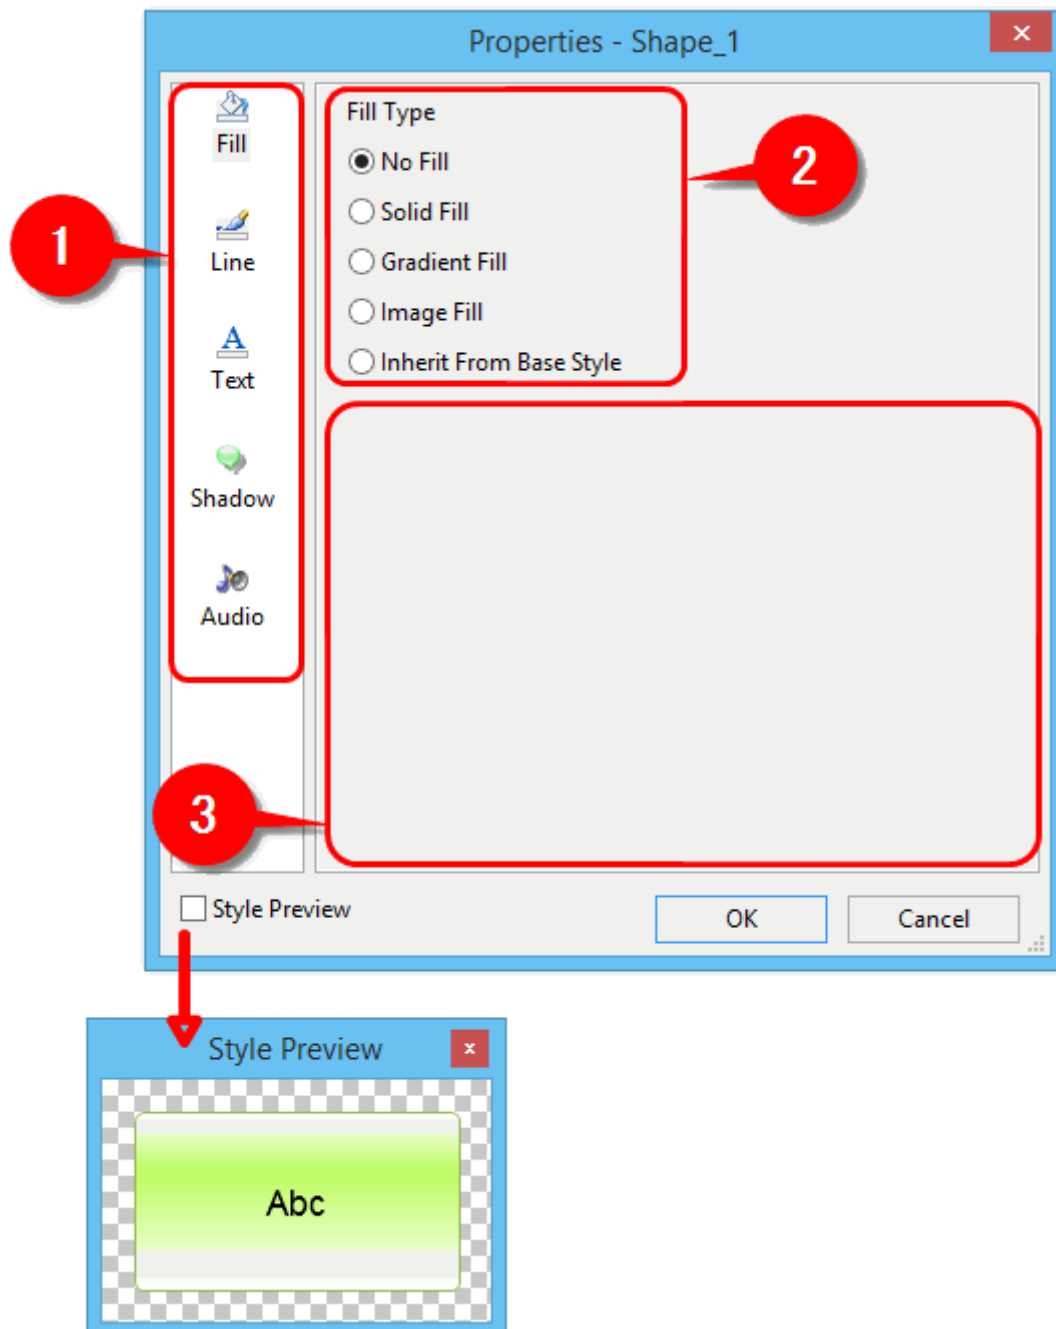 Properties - Shape_1
x
Fill
Line
Text
Shadow
Audio
1
Fill Type
No Fill
Solid Fill
Gradient Fill
Image Fill
Inherit From Base Style
2
3
Style Preview
OK
Cancel
Style Preview
x
Abc